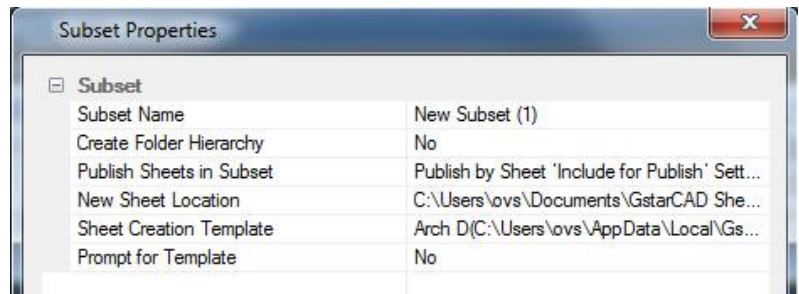 Subset Properties
Subset
Subset Name New Subset (1)
Create Folder Hierarchy No
Publish Sheets in Subset Publish by Sheet 'Include for Publish' Sett...
New Sheet Location C:\Users\ovs\Documents\GstarCAD She...
Sheet Creation Template Arch D(C:\Users\ovs\AppData\Local\Gs...
Prompt for Template No